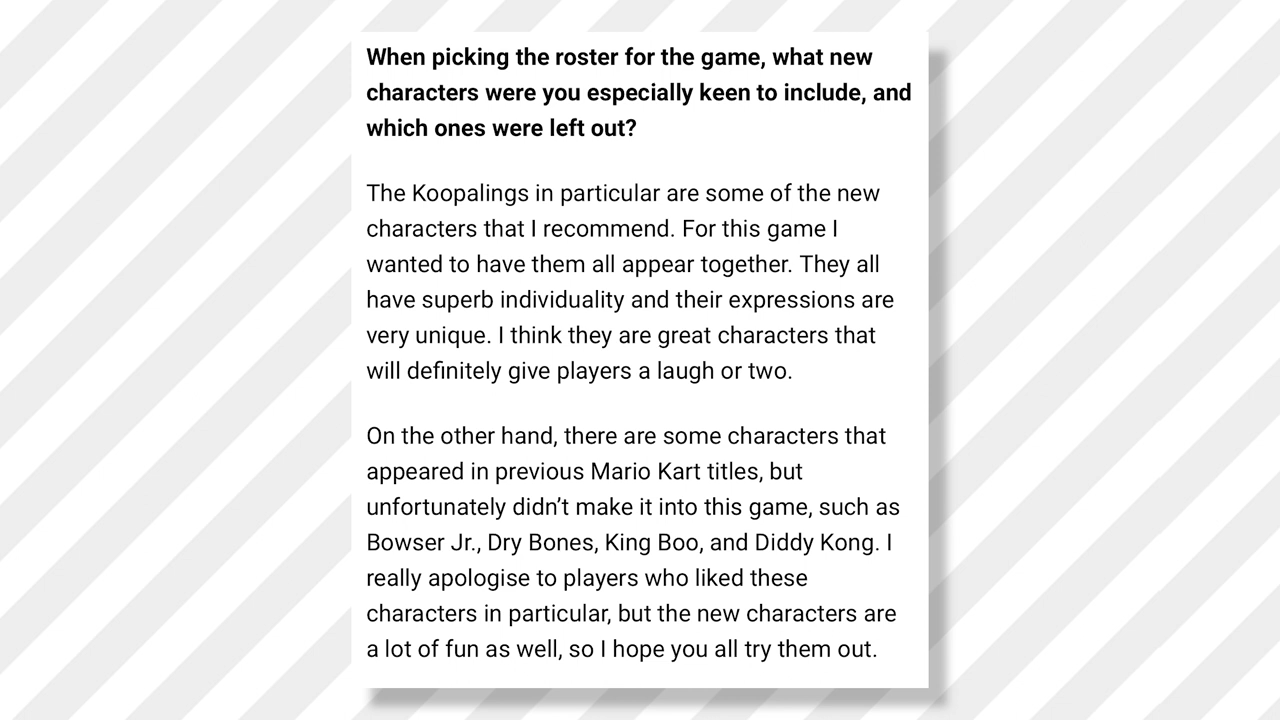 When picking the roster for the game, what new
characters were you especially keen to include, and
which ones were left out?
The Koopalings in particular are some of the new
characters that I recommend. For this game I
wanted to have them all appear together. They all
have superb individuality and their expressions are
very unique. I think they are great characters that
will definitely give players a laugh or two.
On the other hand, there are some characters that
appeared in previous Mario Kart titles, but
unfortunately didn’t make it into this game, such as
Bowser Jr., Dry Bones, King Boo, and Diddy Kong. I
really apologise to players who liked these
characters in particular, but the new characters are
a lot of fun as well, so I hope you all try them out.